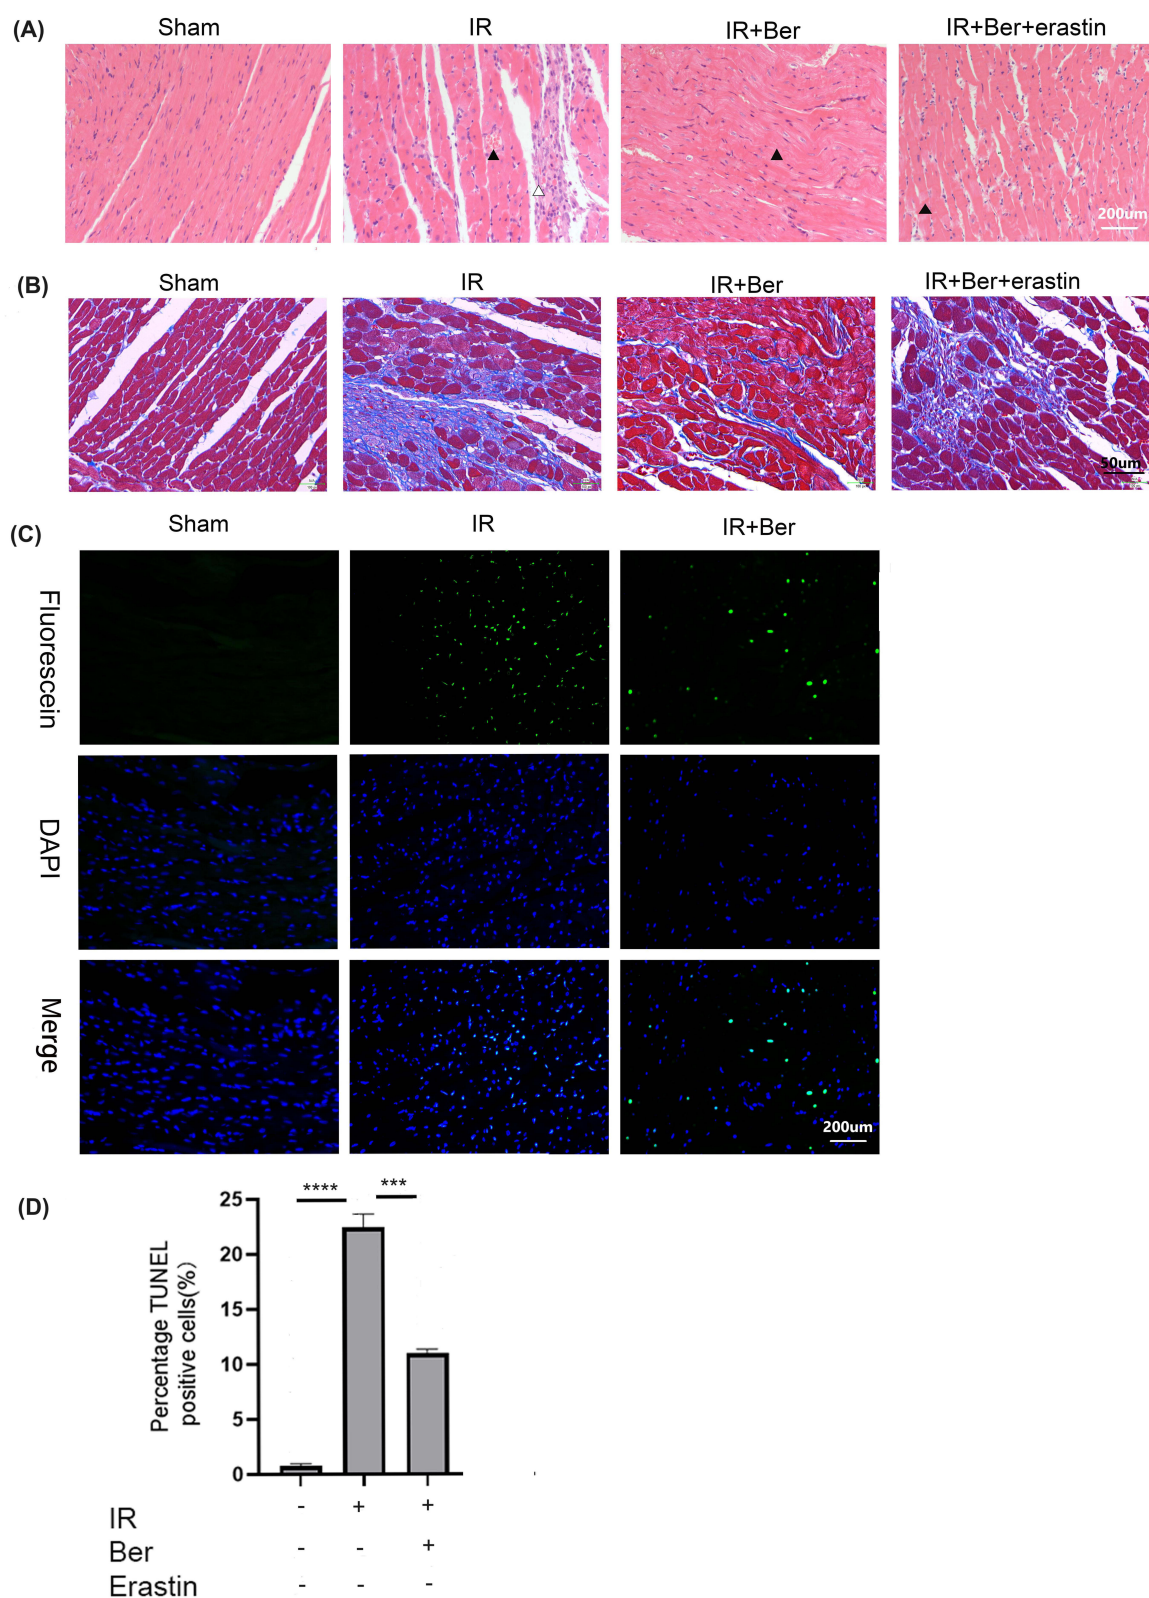 (A)
Sham IR IR+Ber IR+Ber+erastin
200um
(B)
Sham IR IR+Ber IR+Ber+erastin
50um
(C)
Sham IR IR+Ber
Fluorescein
DAPI
Merge
200um
(D)
**** ***
Percentage TUNEL
positive cells(%)
25
20
15
10
5
0
IR - + +
Ber - - +
Erastin - - -